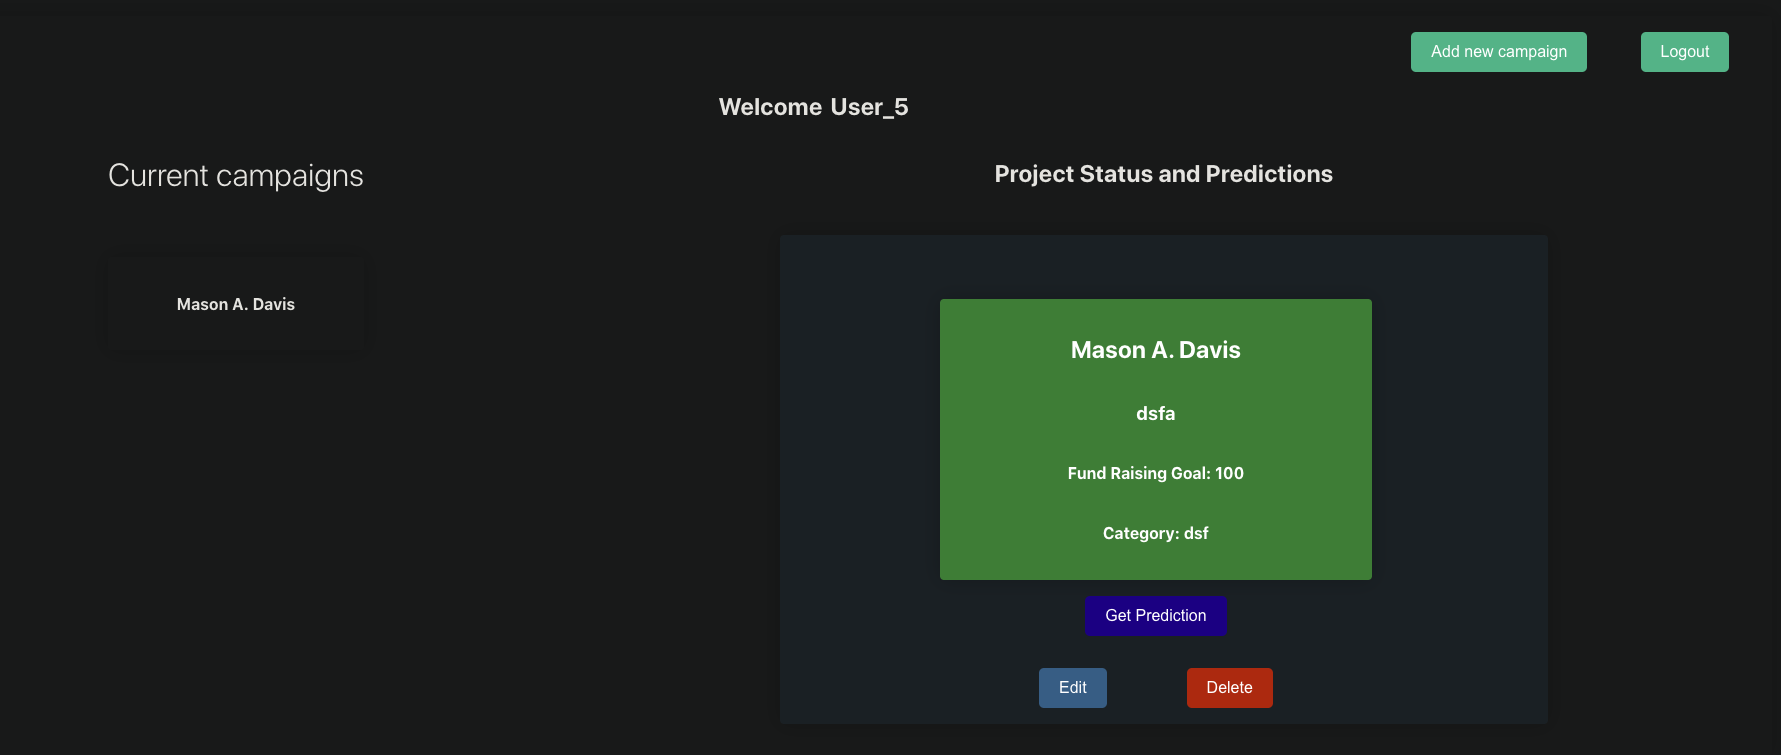 Add new campaign
Logout
Welcome User_5
Current campaigns
Project Status and Predictions
Mason A. Davis
Mason A. Davis
dsfa
Fund Raising Goal: 100
Category: dsf
Get Prediction
Edit
Delete